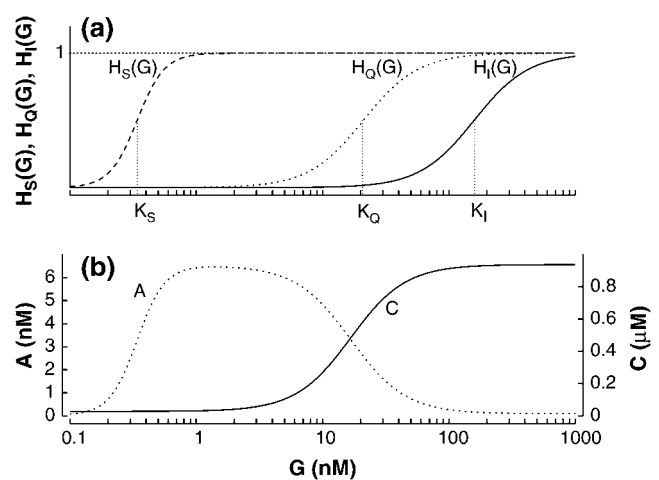 (a)
H_S(G), H_Q(G), H_I(G)
1
H_S(G) H_Q(G) H_I(G)
K_S K_Q K_I
(b)
A (nM)
C (μM)
6
5
4
3
2
1
0
0.8
0.6
0.4
0.2
0
A
C
0.1 1 10 100 1000
G (nM)